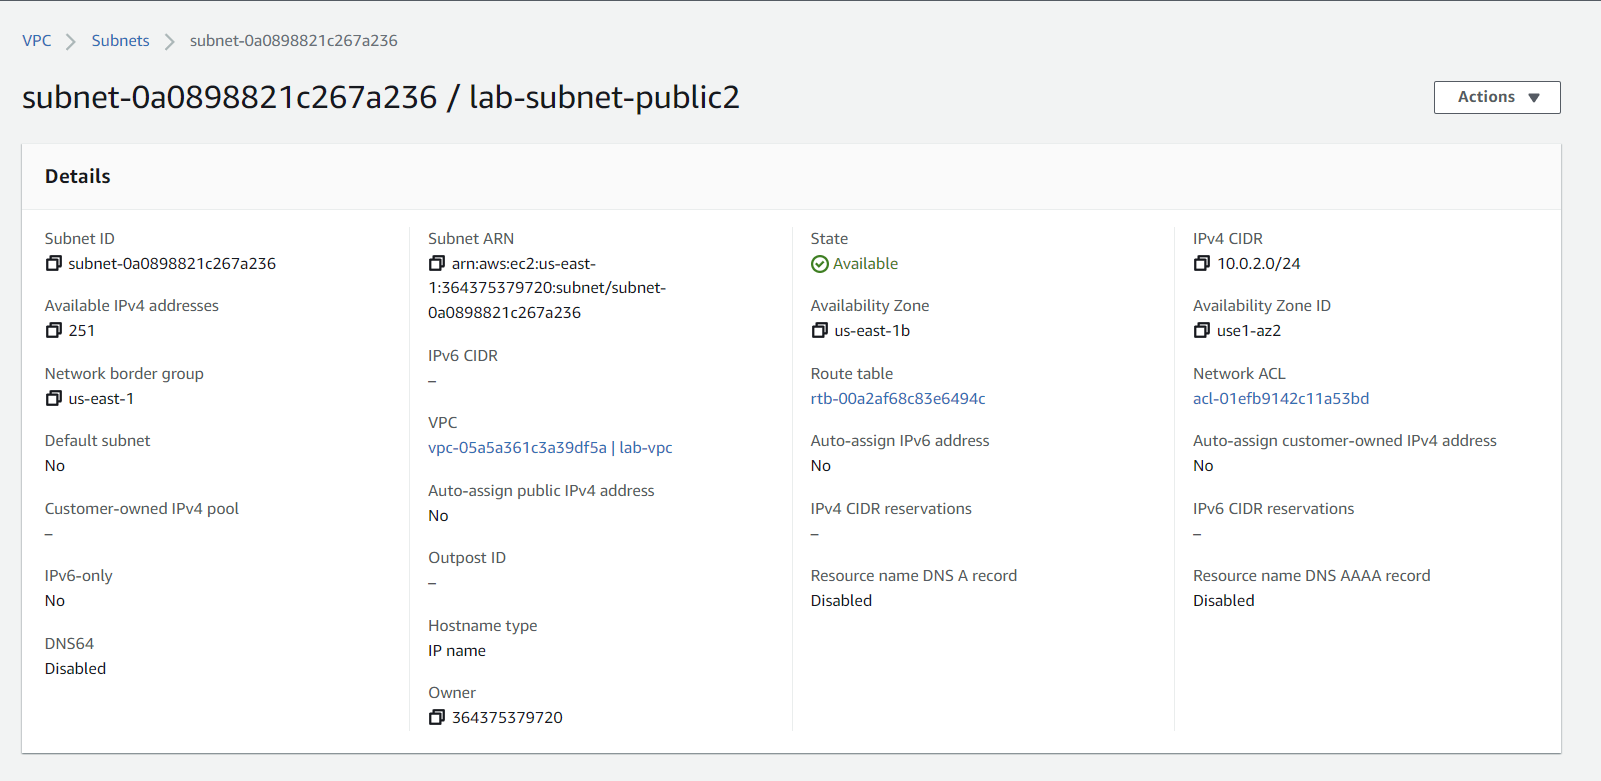 VPC > Subnets > subnet-0a0898821c267a236
subnet-0a0898821c267a236 / lab-subnet-public2
Actions
Details
Subnet ID
subnet-0a0898821c267a236
Available IPv4 addresses
251
Network border group
us-east-1
Default subnet
No
Customer-owned IPv4 pool
–
IPv6-only
No
DNS64
Disabled
Subnet ARN
arn:aws:ec2:us-east-
1:364375379720:subnet/subnet-
0a0898821c267a236
IPv6 CIDR
–
VPC
vpc-05a5a361c3a39df5a | lab-vpc
Auto-assign public IPv4 address
No
Outpost ID
–
Hostname type
IP name
Owner
364375379720
State
Available
Availability Zone
us-east-1b
Route table
rtb-00a2af68c83e6494c
Auto-assign IPv6 address
No
IPv4 CIDR reservations
–
Resource name DNS A record
Disabled
IPv4 CIDR
10.0.2.0/24
Availability Zone ID
use1-az2
Network ACL
acl-01efb9142c11a53bd
Auto-assign customer-owned IPv4 address
No
IPv6 CIDR reservations
–
Resource name DNS AAAA record
Disabled